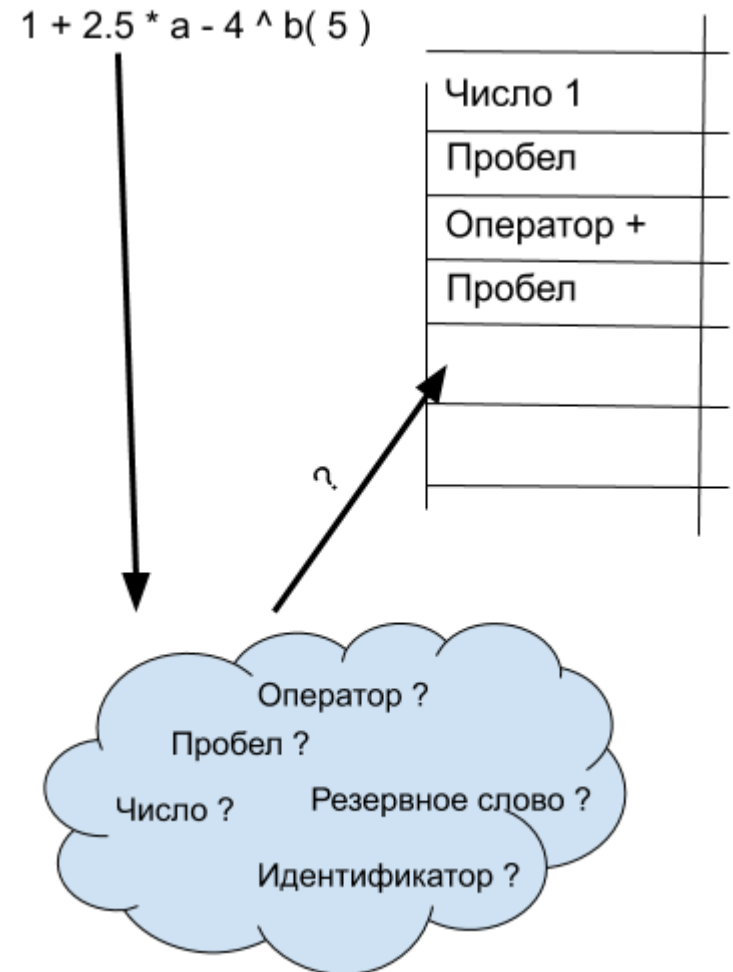 1 + 2.5 * a - 4 ^ b( 5 )
Число 1
Пробел
Оператор +
Пробел
?
Оператор ?
Пробел ?
Число ?
Резервное слово ?
Идентификатор ?